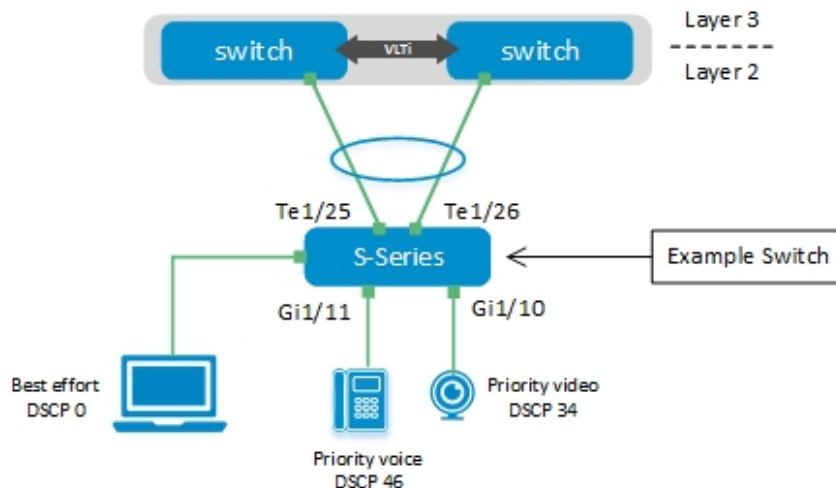 Layer 3
switch
VLTi
switch
Layer 2
Te1/25
Te1/26
S-Series
Example Switch
Gi1/11
Gi1/10
Best effort
DSCP 0
Priority video
DSCP 34
Priority voice
DSCP 46